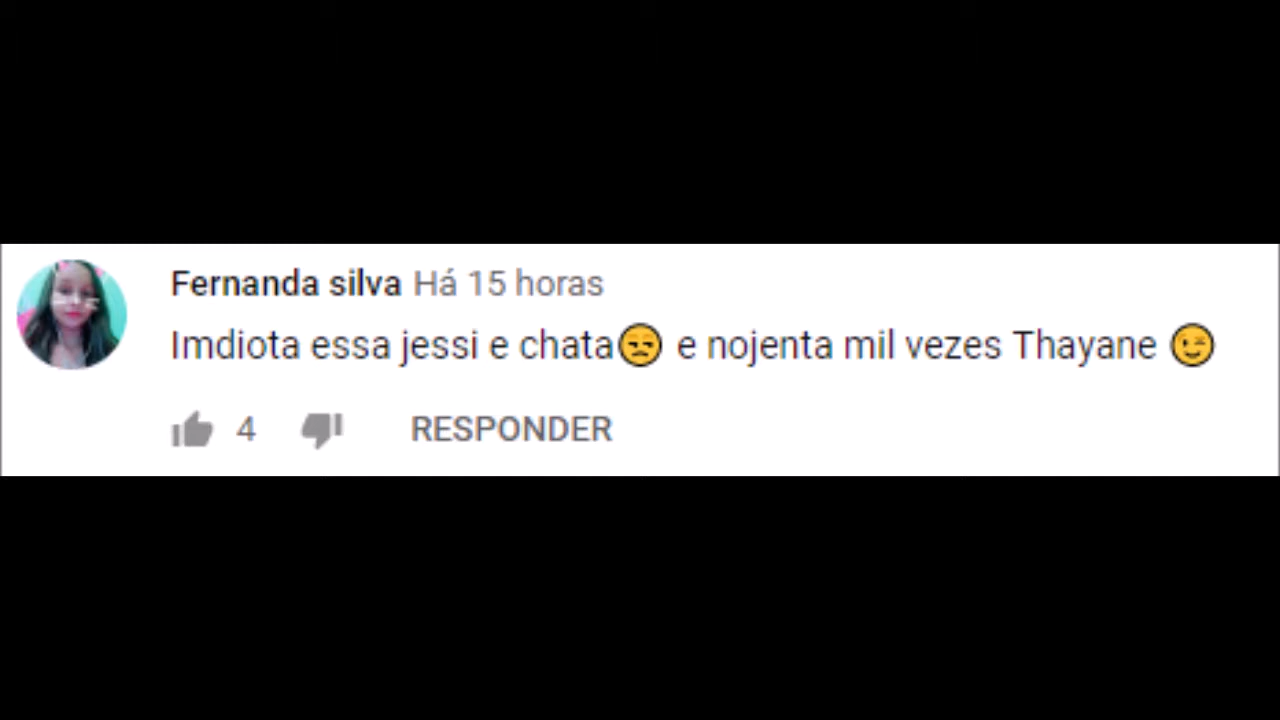 Fernanda silva Há 15 horas
Imdiota essa jessi e chata😒 e nojenta mil vezes Thayane 😉
4 RESPONDER